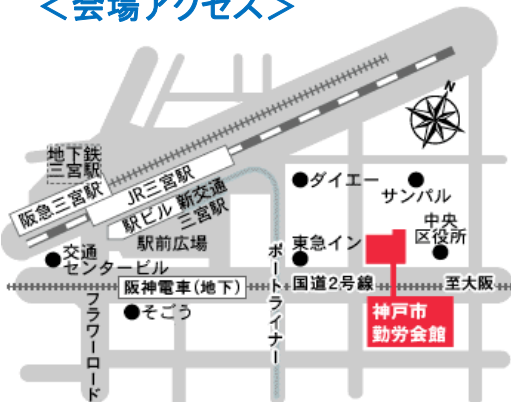 ＜会場アクセス＞
N
地下鉄
三宮駅
阪急三宮駅
JR三宮駅
駅ビル
新交通
三宮駅
駅前広場
●ダイエー
サンパル
中央
区役所
東急イン
交通
センタービル
阪神電車(地下)
国道2号線
至大阪
●そごう
フラワーロード
ポートライナー
神戸市
勤労会館